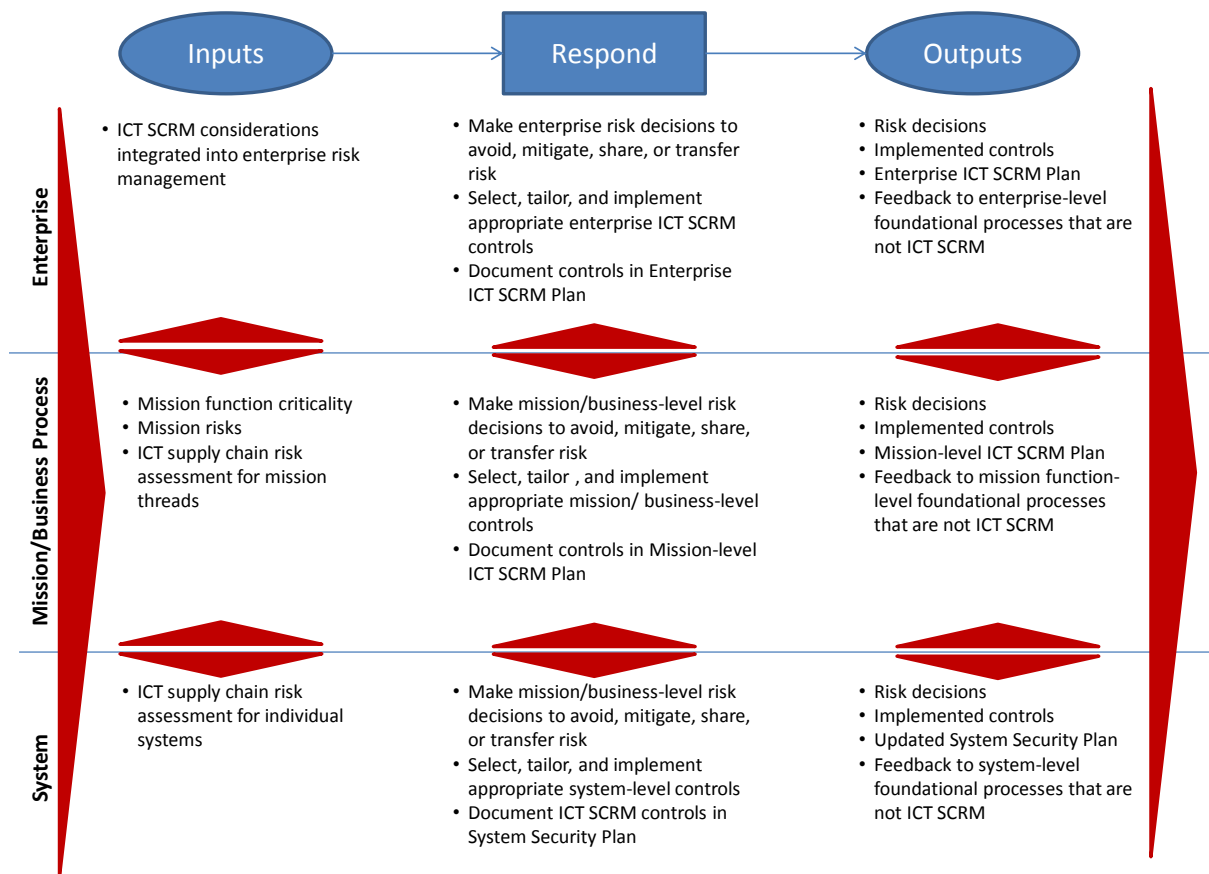 Inputs
Respond
Outputs
Enterprise
• ICT SCRM considerations
integrated into enterprise risk
management
• Make enterprise risk decisions to
avoid, mitigate, share, or transfer
risk
• Select, tailor, and implement
appropriate enterprise ICT SCRM
controls
• Document controls in Enterprise
ICT SCRM Plan
• Risk decisions
• Implemented controls
• Enterprise ICT SCRM Plan
• Feedback to enterprise-level
foundational processes that are
not ICT SCRM
Mission/Business Process
• Mission function criticality
• Mission risks
• ICT supply chain risk
assessment for mission
threads
• Make mission/business-level risk
decisions to avoid, mitigate, share,
or transfer risk
• Select, tailor , and implement
appropriate mission/ business-level
controls
• Document controls in Mission-level
ICT SCRM Plan
• Risk decisions
• Implemented controls
• Mission-level ICT SCRM Plan
• Feedback to mission function-
level foundational processes
that are not ICT SCRM
System
• ICT supply chain risk
assessment for individual
systems
• Make mission/business-level risk
decisions to avoid, mitigate, share,
or transfer risk
• Select, tailor, and implement
appropriate system-level controls
• Document ICT SCRM controls in
System Security Plan
• Risk decisions
• Implemented controls
• Updated System Security Plan
• Feedback to system-level
foundational processes that are
not ICT SCRM